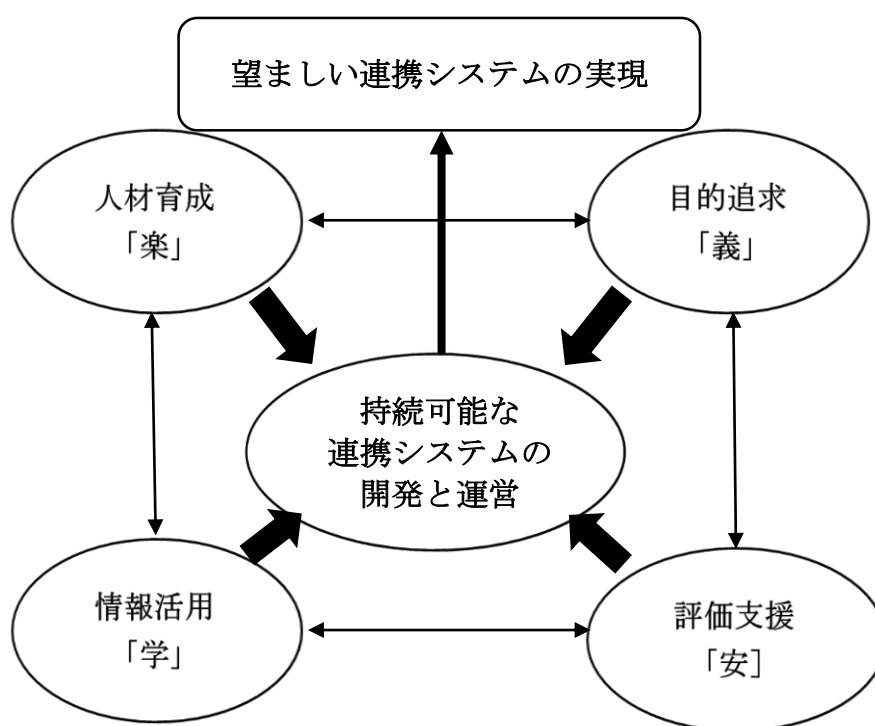 望ましい連携システムの実現
人材育成
「楽」
目的追求
「義」
持続可能な
連携システムの
開発と運営
情報活用
「学」
評価支援
「安］